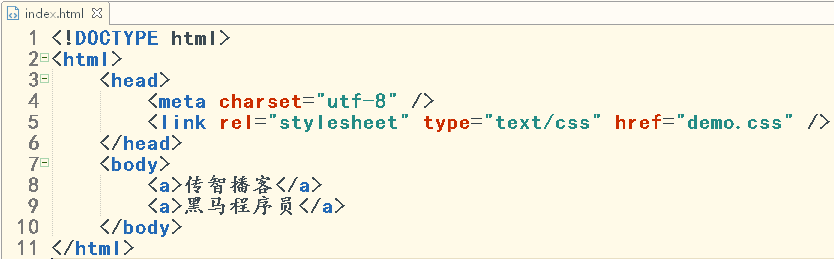 index.html
1 <!DOCTYPE html>
2 <html>
3 <head>
4 <meta charset="utf-8" />
5 <link rel="stylesheet" type="text/css" href="demo.css" />
6 </head>
7 <body>
8 <a>传智播客</a>
9 <a>黑马程序员</a>
10 </body>
11 </html>